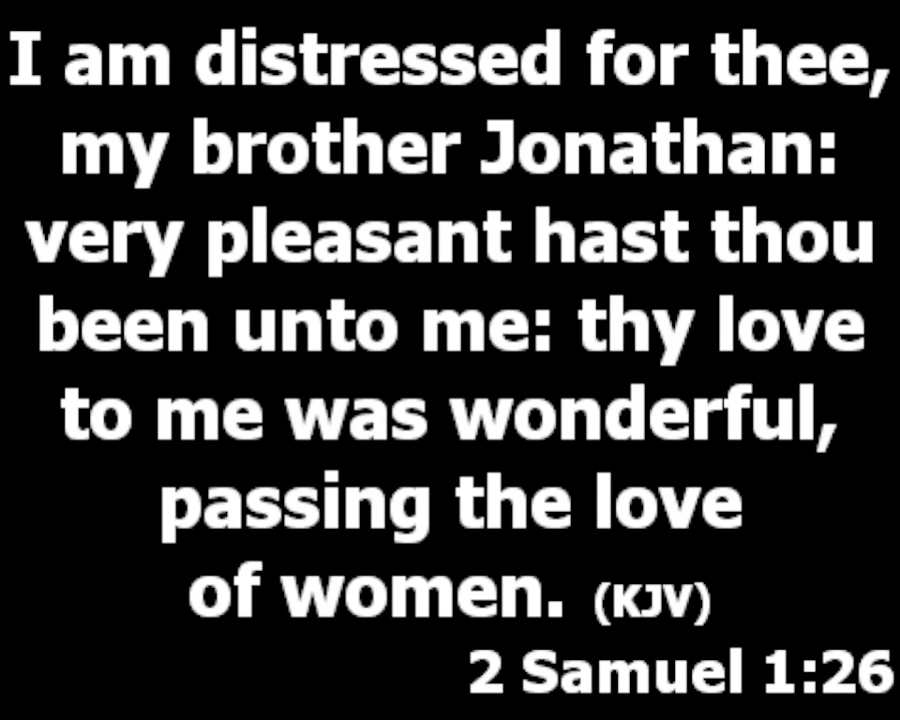 I am distressed for thee,
my brother Jonathan:
very pleasant hast thou
been unto me: thy love
to me was wonderful,
passing the love
of women. (KJV)
2 Samuel 1:26